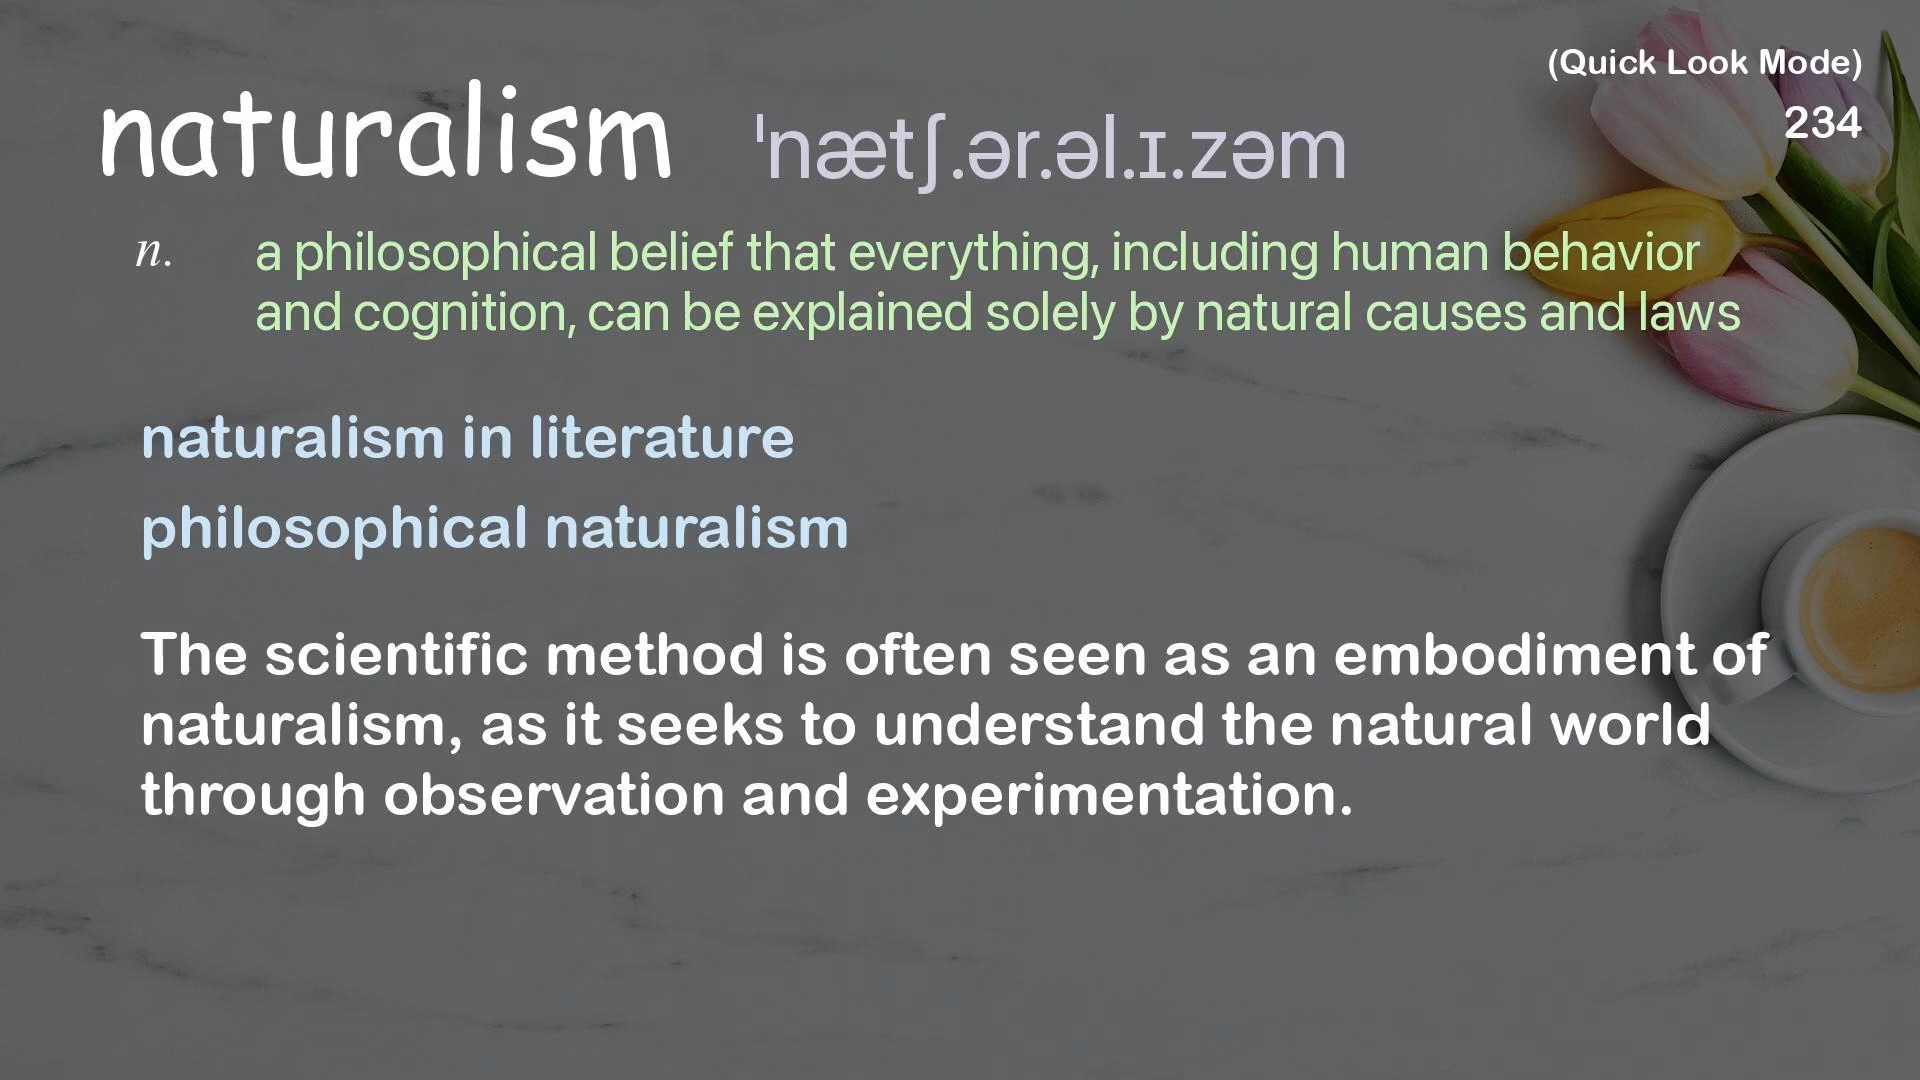 (Quick Look Mode)
234
naturalism ˈnætʃ.ər.əl.ɪ.zəm
n. a philosophical belief that everything, including human behavior
and cognition, can be explained solely by natural causes and laws
naturalism in literature
philosophical naturalism
The scientific method is often seen as an embodiment of
naturalism, as it seeks to understand the natural world
through observation and experimentation.